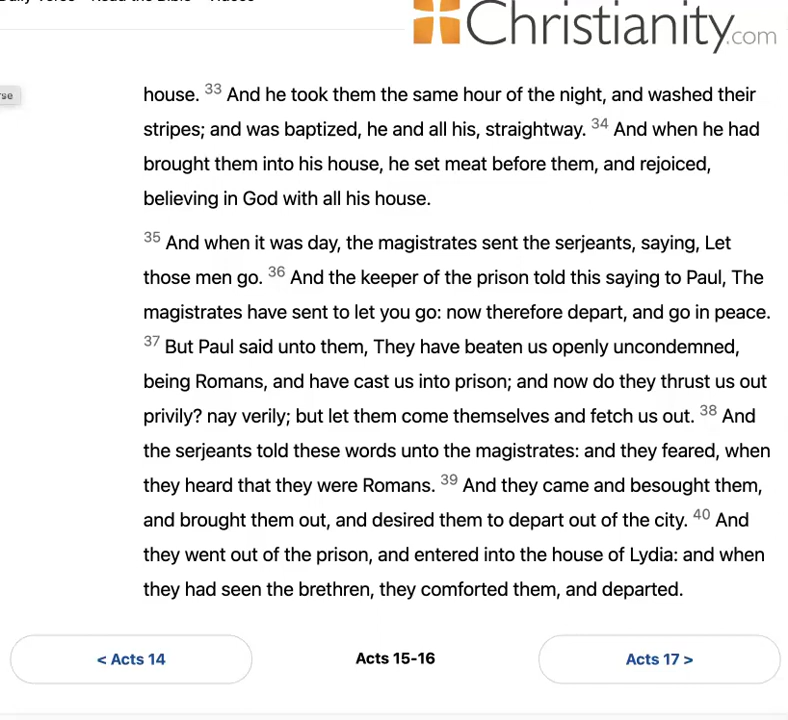 Christianity.com
se
house. 33 And he took them the same hour of the night, and washed their
stripes; and was baptized, he and all his, straightway. 34 And when he had
brought them into his house, he set meat before them, and rejoiced,
believing in God with all his house.
35 And when it was day, the magistrates sent the serjeants, saying, Let
those men go. 36 And the keeper of the prison told this saying to Paul, The
magistrates have sent to let you go: now therefore depart, and go in peace.
37 But Paul said unto them, They have beaten us openly uncondemned,
being Romans, and have cast us into prison; and now do they thrust us out
privily? nay verily; but let them come themselves and fetch us out. 38 And
the serjeants told these words unto the magistrates: and they feared, when
they heard that they were Romans. 39 And they came and besought them,
and brought them out, and desired them to depart out of the city. 40 And
they went out of the prison, and entered into the house of Lydia: and when
they had seen the brethren, they comforted them, and departed.
< Acts 14
Acts 15-16
Acts 17 >